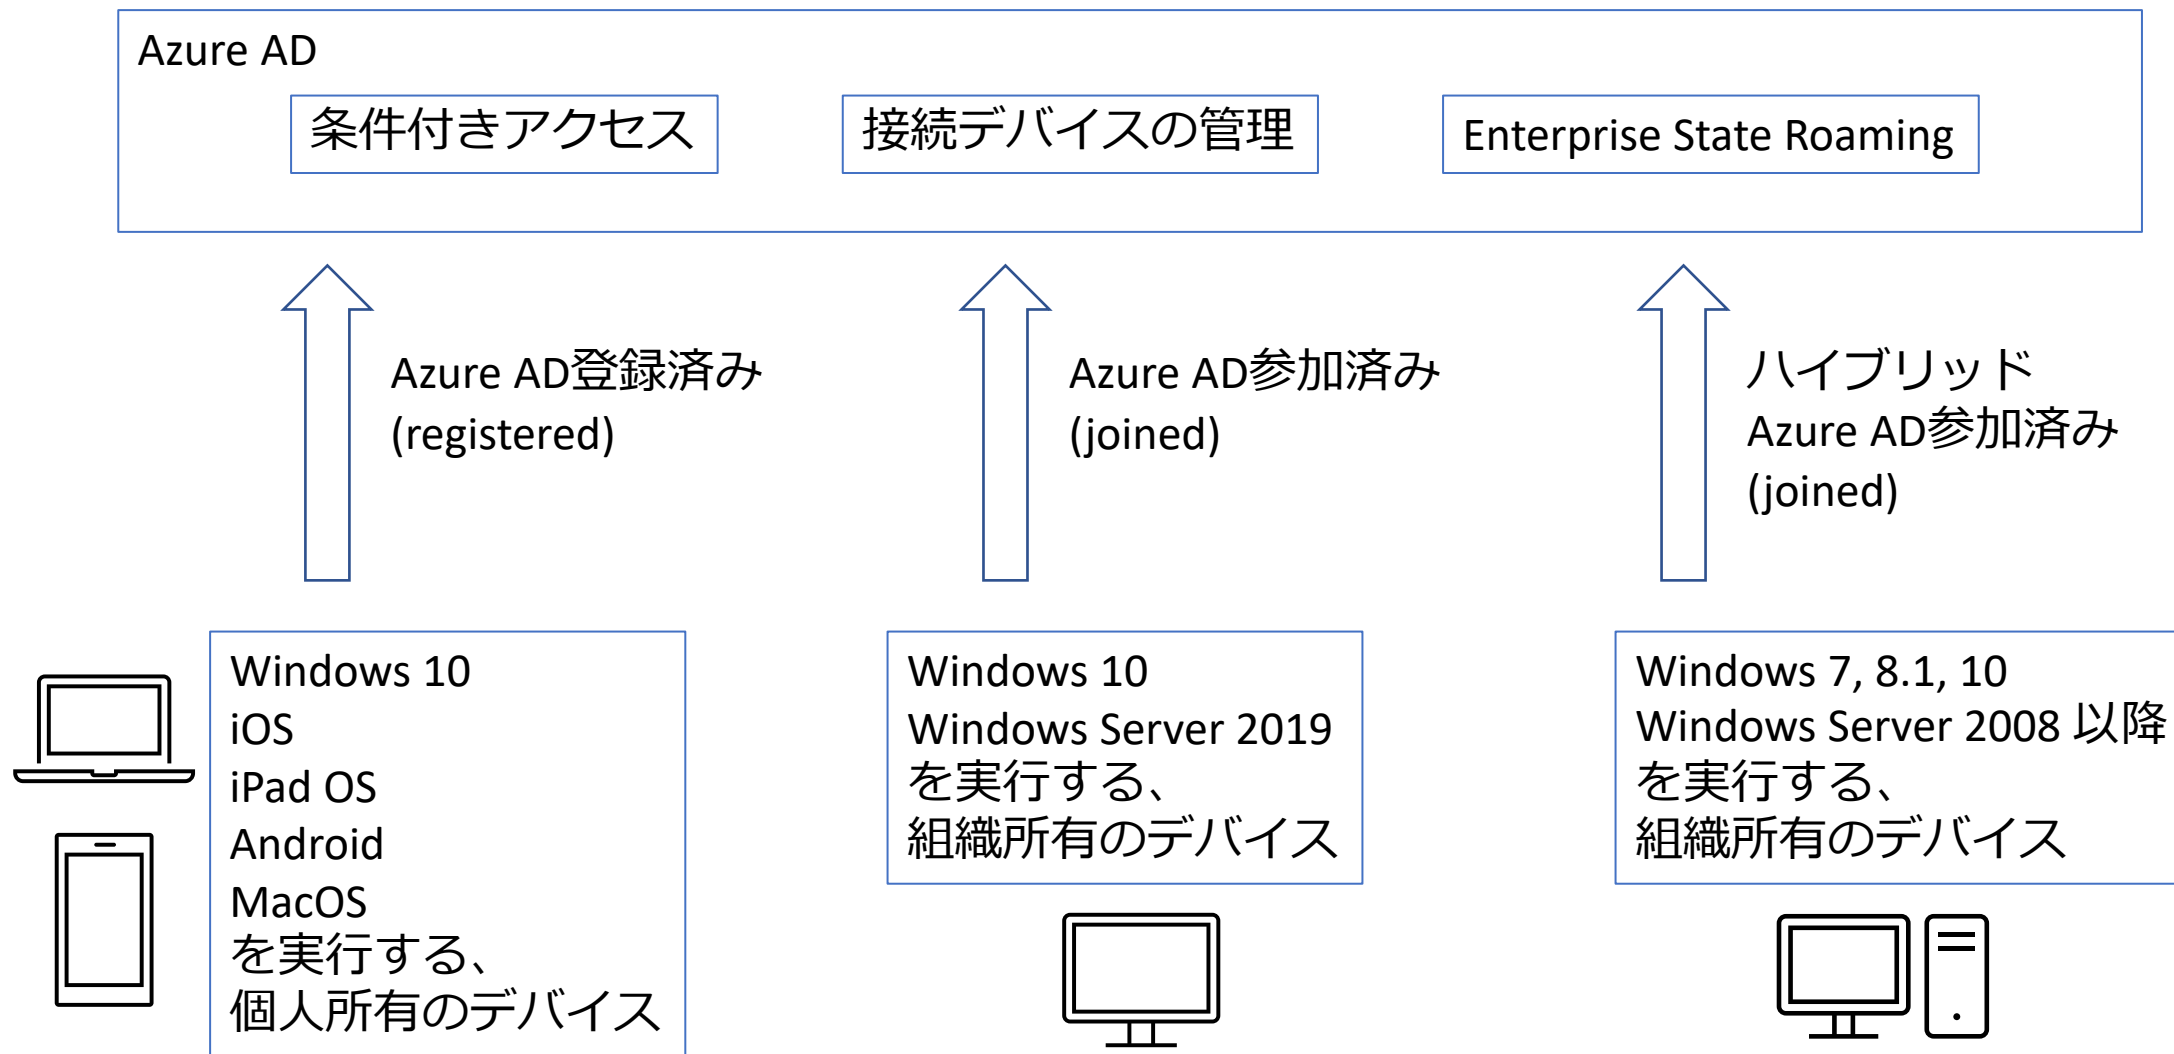 Azure AD
条件付きアクセス
接続デバイスの管理
Enterprise State Roaming
Azure AD登録済み
(registered)
Azure AD参加済み
(joined)
ハイブリッド
Azure AD参加済み
(joined)
Windows 10
iOS
iPad OS
Android
MacOS
を実行する、
個人所有のデバイス
Windows 10
Windows Server 2019
を実行する、
組織所有のデバイス
Windows 7, 8.1, 10
Windows Server 2008 以降
を実行する、
組織所有のデバイス